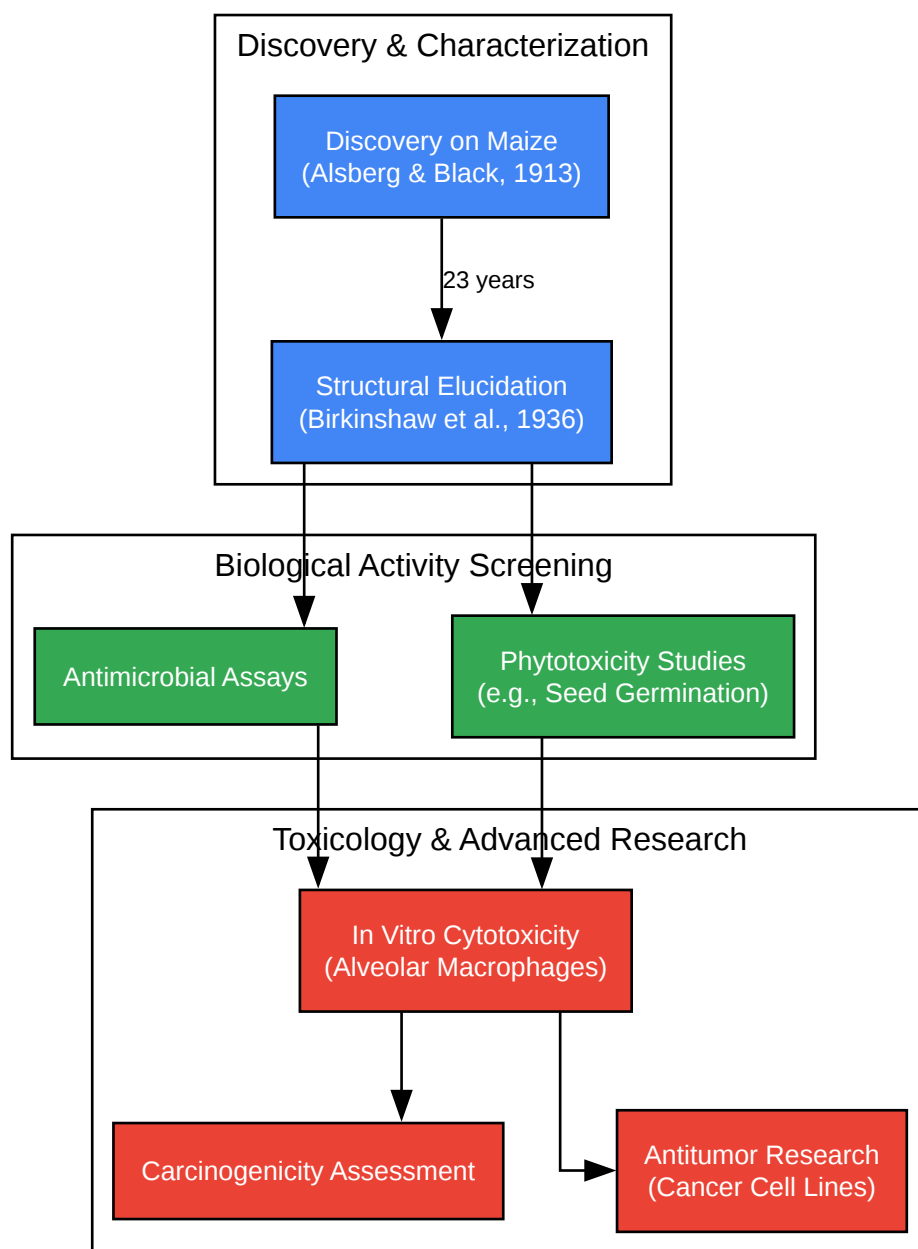 Discovery & Characterization
Discovery on Maize
(Alsberg & Black, 1913)
23 years
Structural Elucidation
(Birkinshaw et al., 1936)
Biological Activity Screening
Antimicrobial Assays
Phytotoxicity Studies
(e.g., Seed Germination)
Toxicology & Advanced Research
In Vitro Cytotoxicity
(Alveolar Macrophages)
Carcinogenicity Assessment
Antitumor Research
(Cancer Cell Lines)